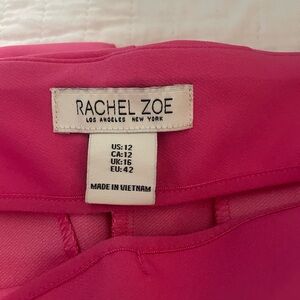 RACHEL ZOE
LOS ANGELES NEW YORK
US: 12
CA: 12
UK: 16
EU: 42
MADE IN VIETNAM